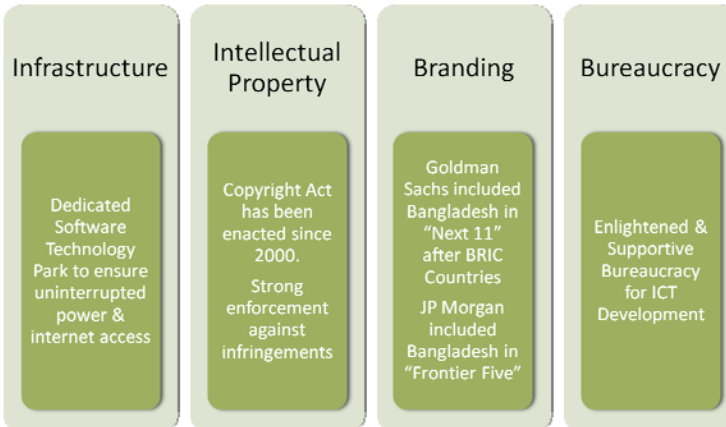 Infrastructure
Dedicated
Software
Technology
Park to ensure
uninterrupted
power &
internet access
Intellectual
Property
Copyright Act
has been
enacted since
2000.
Strong
enforcement
against
infringements
Branding
Goldman
Sachs included
Bangladesh in
“Next 11”
after BRIC
Countries
JP Morgan
included
Bangladesh in
“Frontier Five”
Bureaucracy
Enlightened &
Supportive
Bureaucracy
for ICT
Development